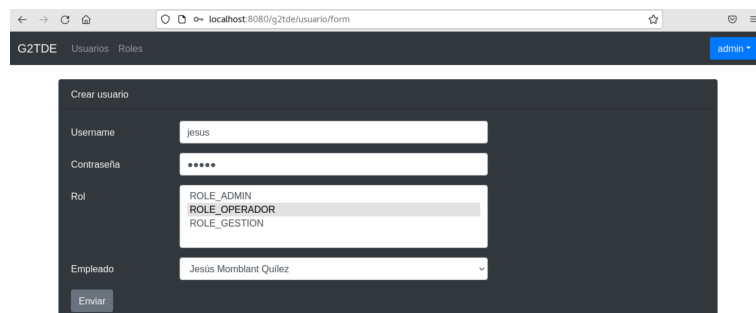 localhost:8080/g2tde/usuario/form
G2TDE Usuarios Roles admin
Crear usuario
Username jesus
Contraseña •••••
Rol ROLE_ADMIN
ROLE_OPERADOR
ROLE_GESTION
Empleado Jesús Momblant Quílez
Enviar